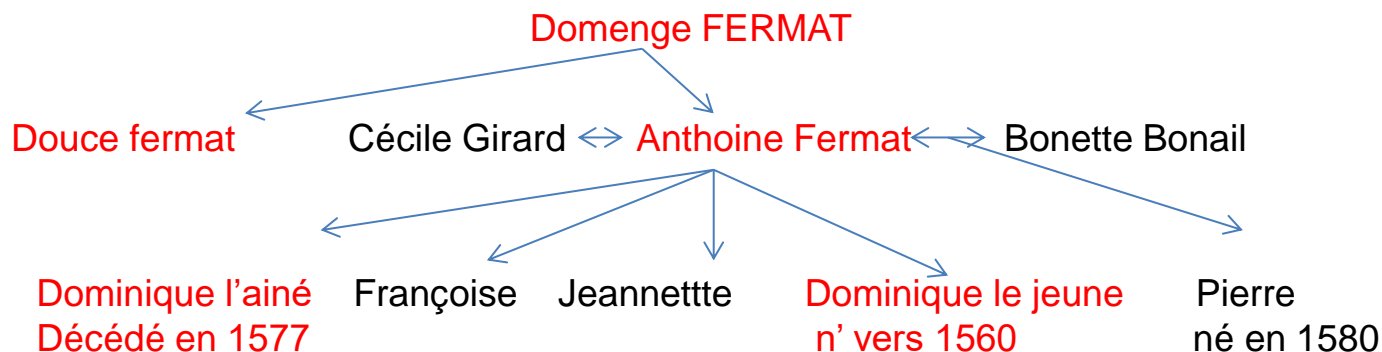 Domenge FERMAT
Douce fermat Cécile Girard Anthoine Fermat Bonette Bonail
Dominique l’ainé Françoise Jeannettte Dominique le jeune Pierre
Décédé en 1577 n’ vers 1560 né en 1580